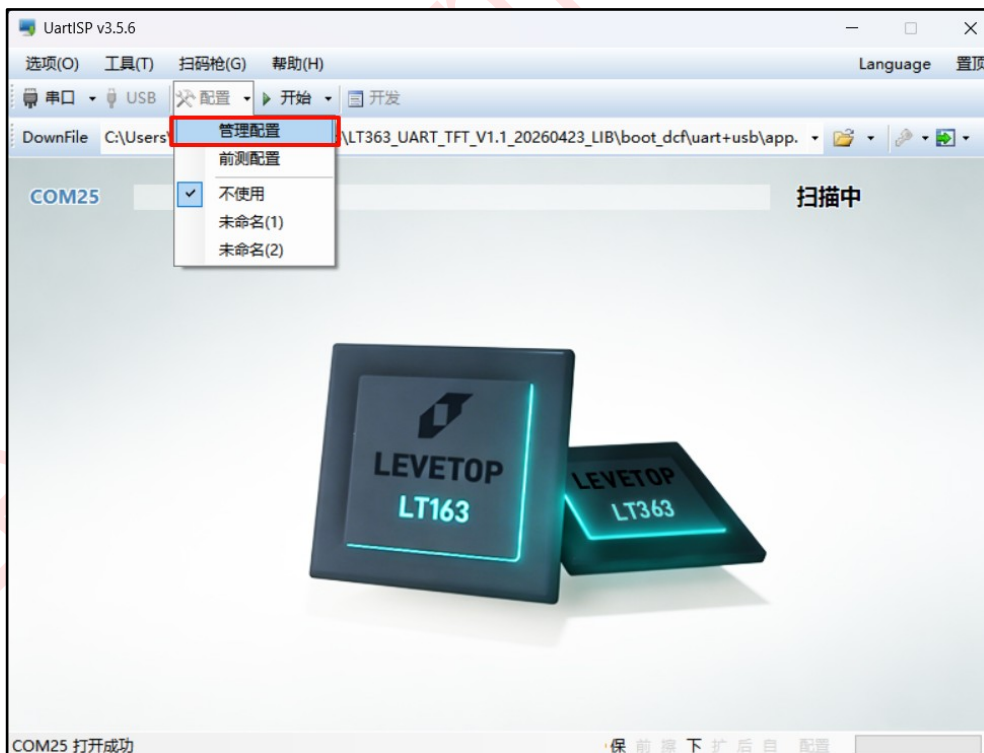 UartISP v3.5.6
选项(O) 工具(T) 扫码枪(G) 帮助(H) Language 置顶
串口 USB 配置 开始 开发
DownFile C:\Users\ \LT363_UART_TFT_V1.1_20260423_LIB\boot_dcf\uart+usb\app.
管理配置
前测配置
不使用
未命名(1)
未命名(2)
COM25 扫描中
LEVETOP
LT163
LEVETOP
LT363
COM25 打开成功 保 前 擦 下 扩 后 自 配置